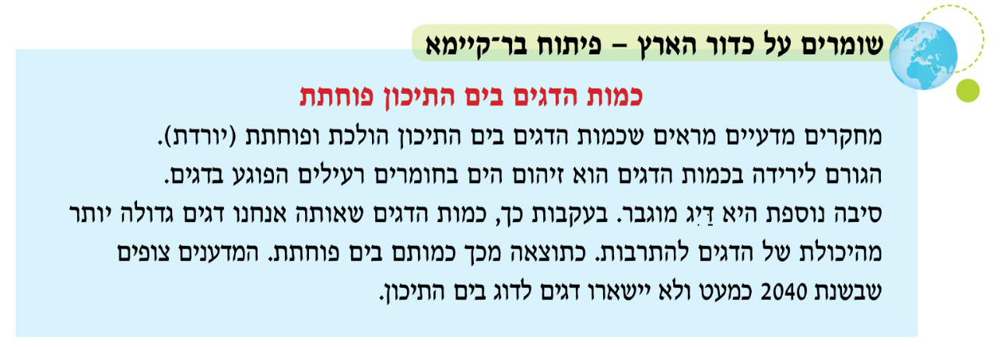 שומרים על כדור הארץ – פיתוח בר־קיימא
כמות הדגים בים התיכון פוחתת
מחקרים מדעיים מראים שכמות הדגים בים התיכון הולכת ופוחתת (יורדת).
הגורם לירידה בכמות הדגים הוא זיהום הים בחומרים רעילים הפוגע בדגים.
סיבה נוספת היא דַּיִג מוגבר. בעקבות כך, כמות הדגים שאותה אנחנו דגים גדולה יותר
מהיכולת של הדגים להתרבות. כתוצאה מכך כמותם בים פוחתת. המדענים צופים
שבשנת 2040 כמעט ולא יישארו דגים לדוג בים התיכון.